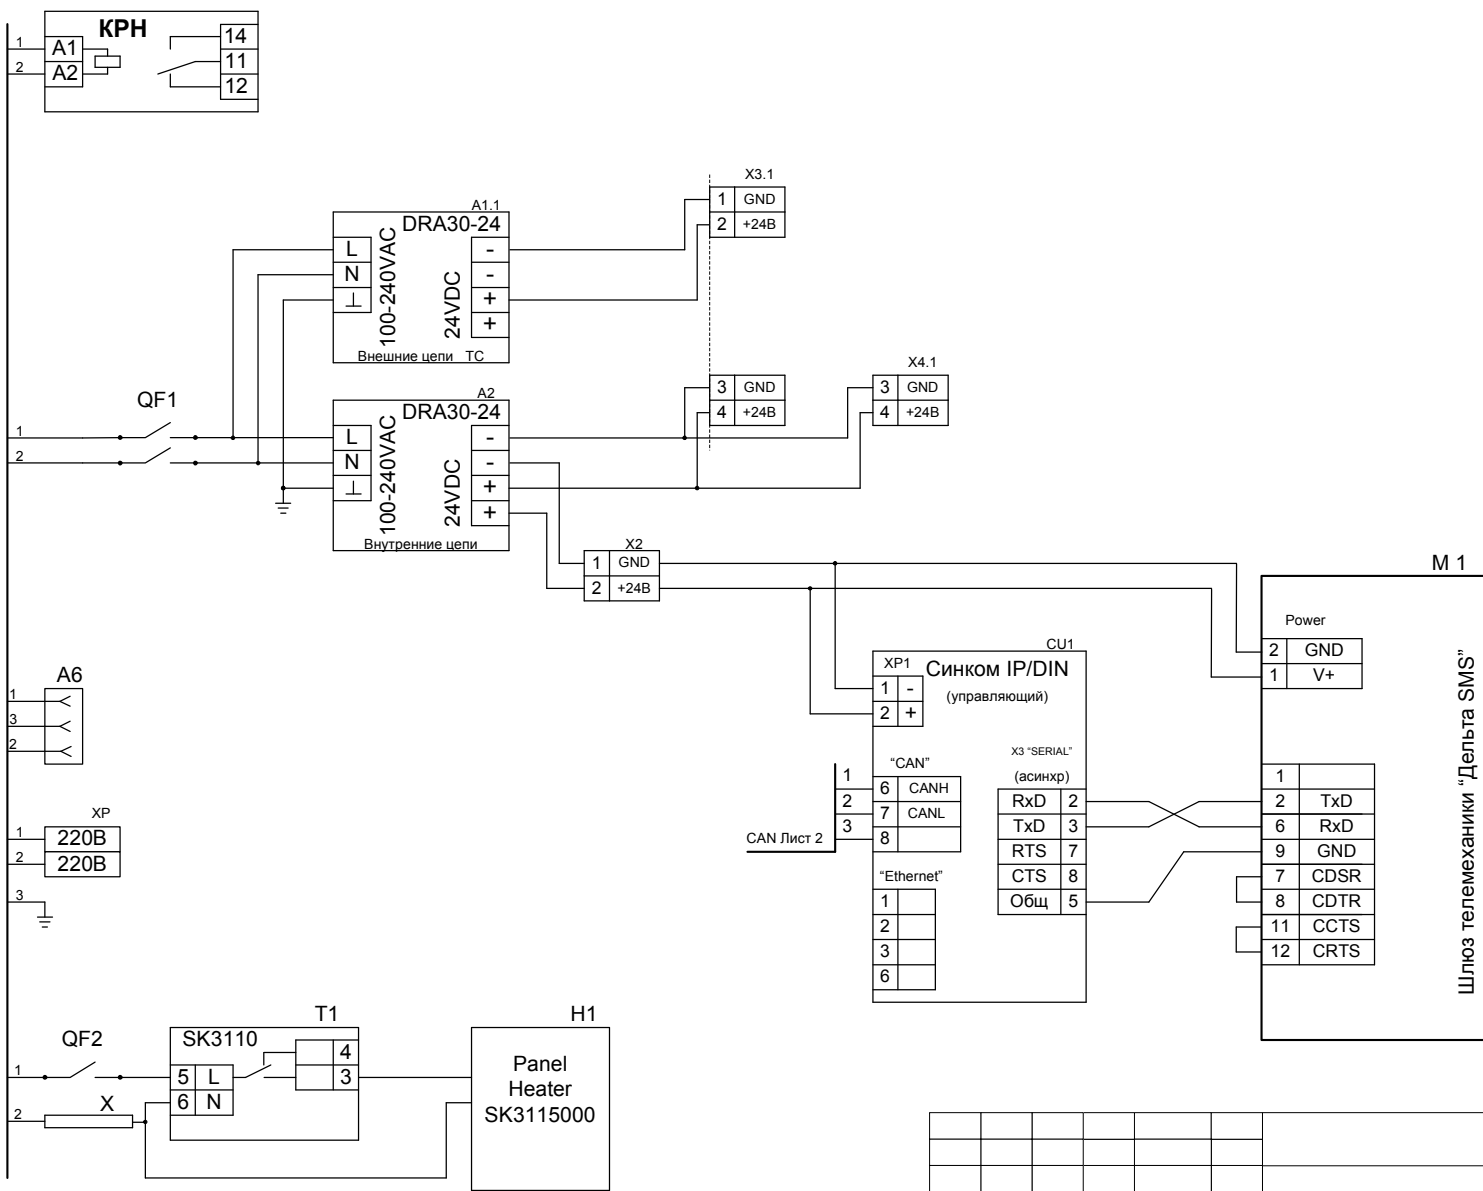 КРН
1 A1
2 A2
14
11
12
X3.1
1 GND
2 +24В
A1.1
DRA30-24
L
N
⊥
100-240VAC
24VDC
-
-
+
+
Внешние цепи ТС
X4.1
3 GND
4 +24В
3 GND
4 +24В
QF1
1
2
A2
DRA30-24
L
N
⊥
100-240VAC
24VDC
-
-
+
+
Внутренние цепи
X2
1 GND
2 +24В
M 1
Power
2 GND
1 V+
Шлюз телемеханики “Дельта SMS”
1
2 TxD
6 RxD
9 GND
7 CDSR
8 CDTR
11 CCTS
12 CRTS
CU1
XP1
Синком IP/DIN
(управляющий)
1 -
2 +
X3 “SERIAL”
(асинхр)
RxD 2
TxD 3
RTS 7
CTS 8
Общ 5
“CAN”
1 6 CANH
2 7 CANL
3 8
CAN Лист 2
“Ethernet”
1
2
3
6
A6
1
3
2
XP
1 220В
2 220В
3
T1
H1
QF2
SK3110
4
3
1
5 L
6 N
2 X
Panel
Heater
SK3115000